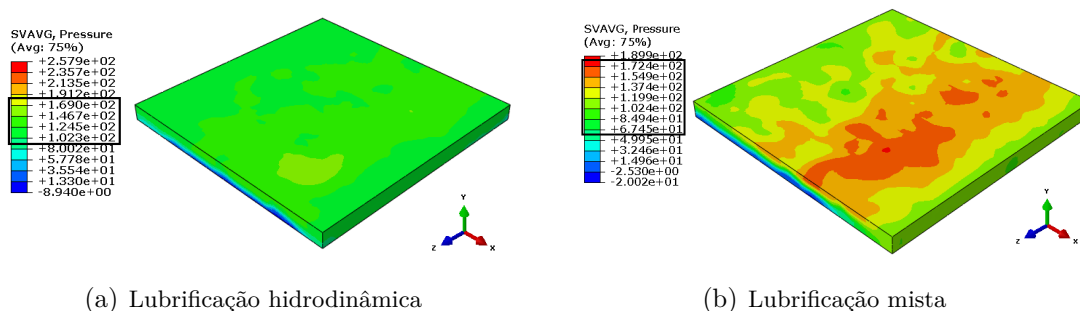 SVAVG, Pressure
(Avg: 75%)
+2.579e+02
+2.357e+02
+2.135e+02
+1.912e+02
+1.690e+02
+1.467e+02
+1.245e+02
+1.023e+02
+8.002e+01
+5.778e+01
+3.554e+01
+1.330e+01
-8.940e+00
Y
Z
X
(a) Lubrificação hidrodinâmica
SVAVG, Pressure
(Avg: 75%)
+1.899e+02
+1.724e+02
+1.549e+02
+1.374e+02
+1.199e+02
+1.024e+02
+8.494e+01
+6.745e+01
+4.995e+01
+3.246e+01
+1.496e+01
-2.530e+00
-2.002e+01
Y
Z
X
(b) Lubrificação mista